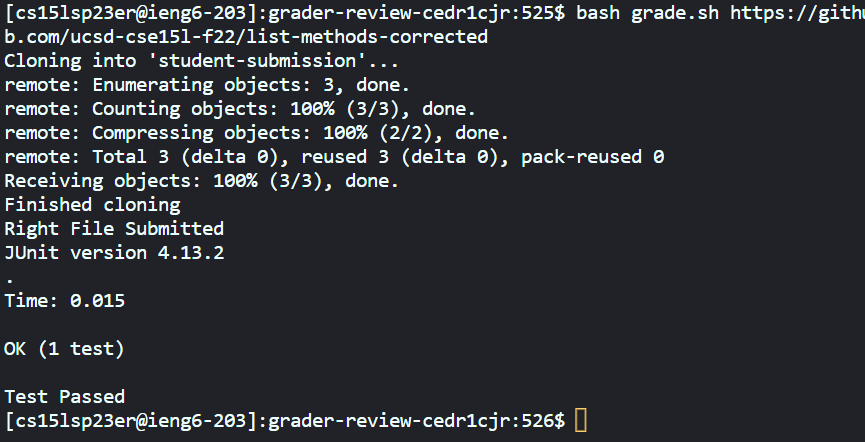 [cs15lsp23er@ieng6-203]:grader-review-cedr1cjr:525$ bash grade.sh https://githu
b.com/ucsd-cse15l-f22/list-methods-corrected
Cloning into 'student-submission'...
remote: Enumerating objects: 3, done.
remote: Counting objects: 100% (3/3), done.
remote: Compressing objects: 100% (2/2), done.
remote: Total 3 (delta 0), reused 3 (delta 0), pack-reused 0
Receiving objects: 100% (3/3), done.
Finished cloning
Right File Submitted
JUnit version 4.13.2
.
Time: 0.015
OK (1 test)
Test Passed
[cs15lsp23er@ieng6-203]:grader-review-cedr1cjr:526$